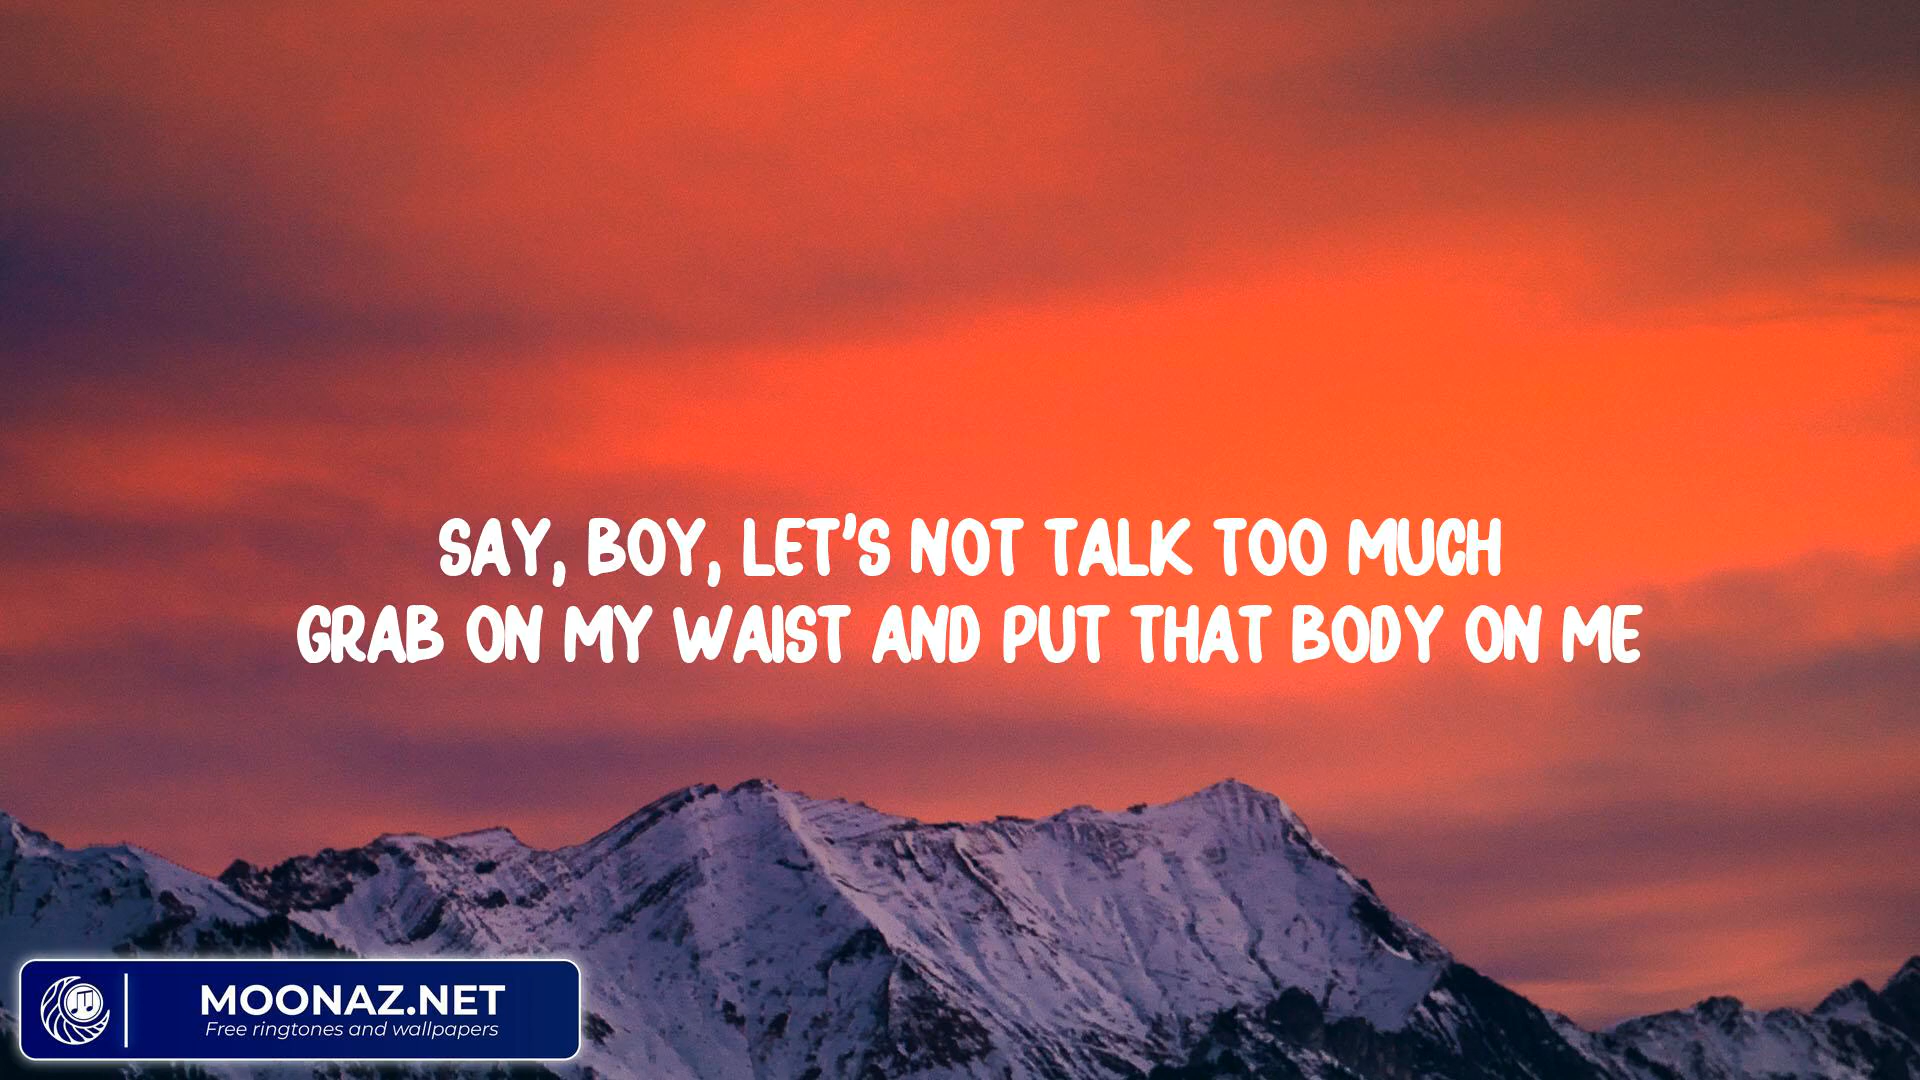 SAY, BOY, LET'S NOT TALK TOO MUCH
GRAB ON MY WAIST AND PUT THAT BODY ON ME
MOONAZ.NET
Free ringtones and wallpapers